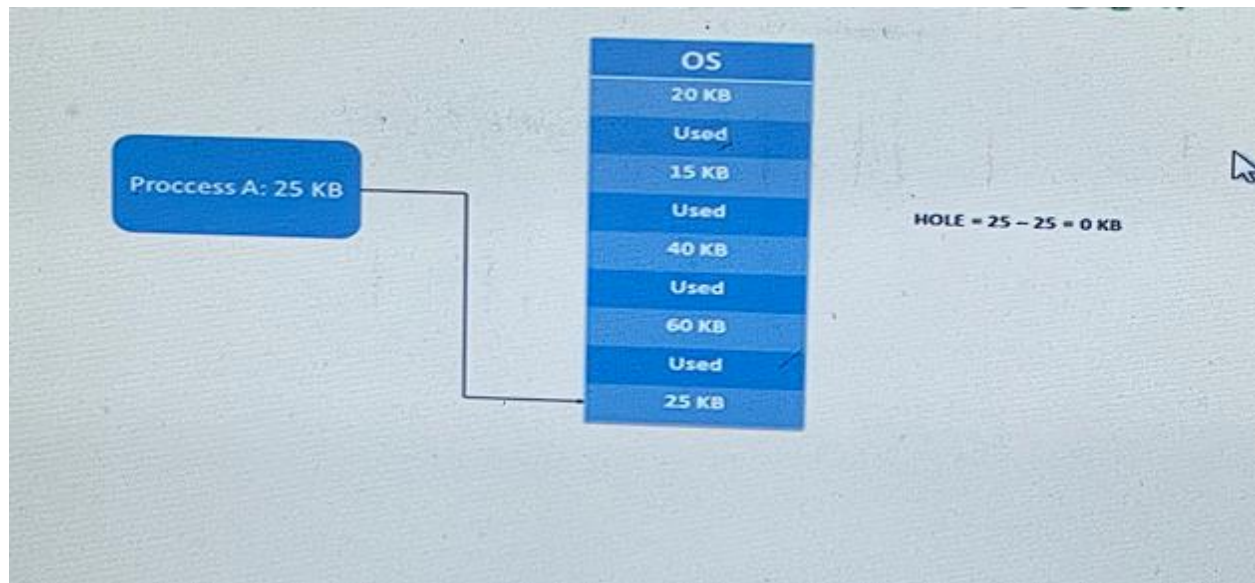 OS
20 KB
Used
15 KB
Proccess A: 25 KB
Used
HOLE = 25 – 25 = 0 KB
40 KB
Used
60 KB
Used
25 KB